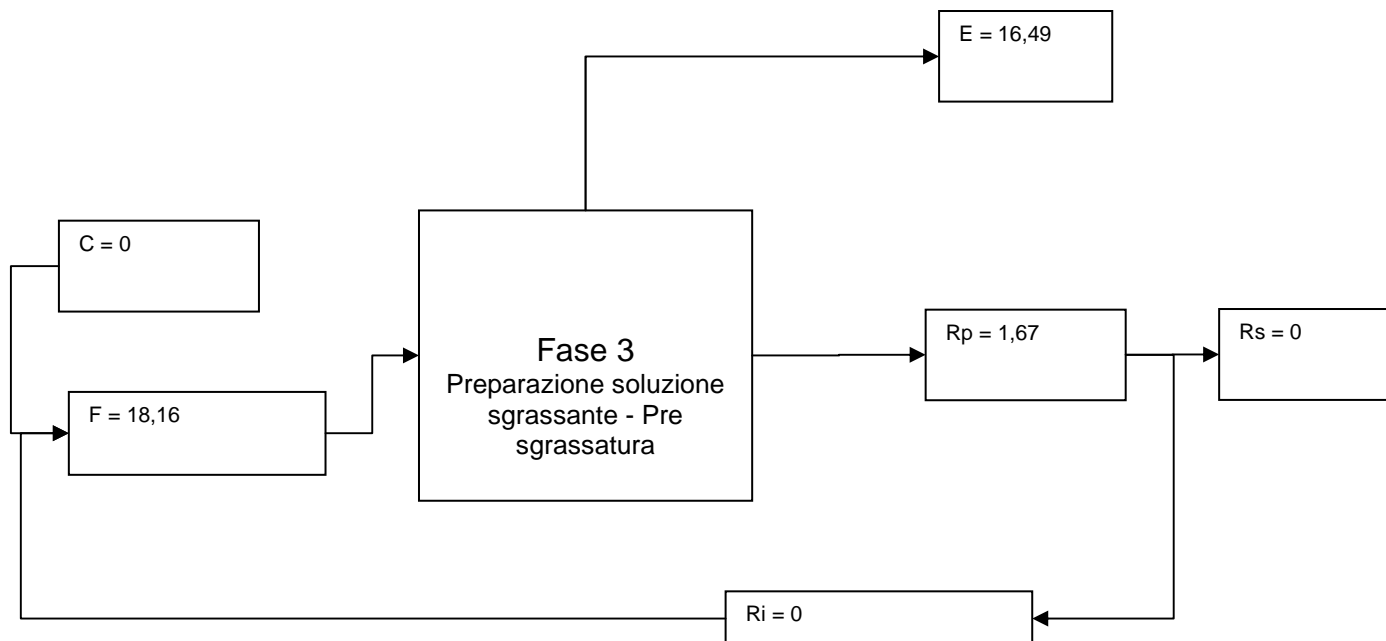 E = 16,49
C = 0
Rp = 1,67
Rs = 0
Fase 3
Preparazione soluzione
sgrassante - Pre
sgrassatura
F = 18,16
Ri = 0